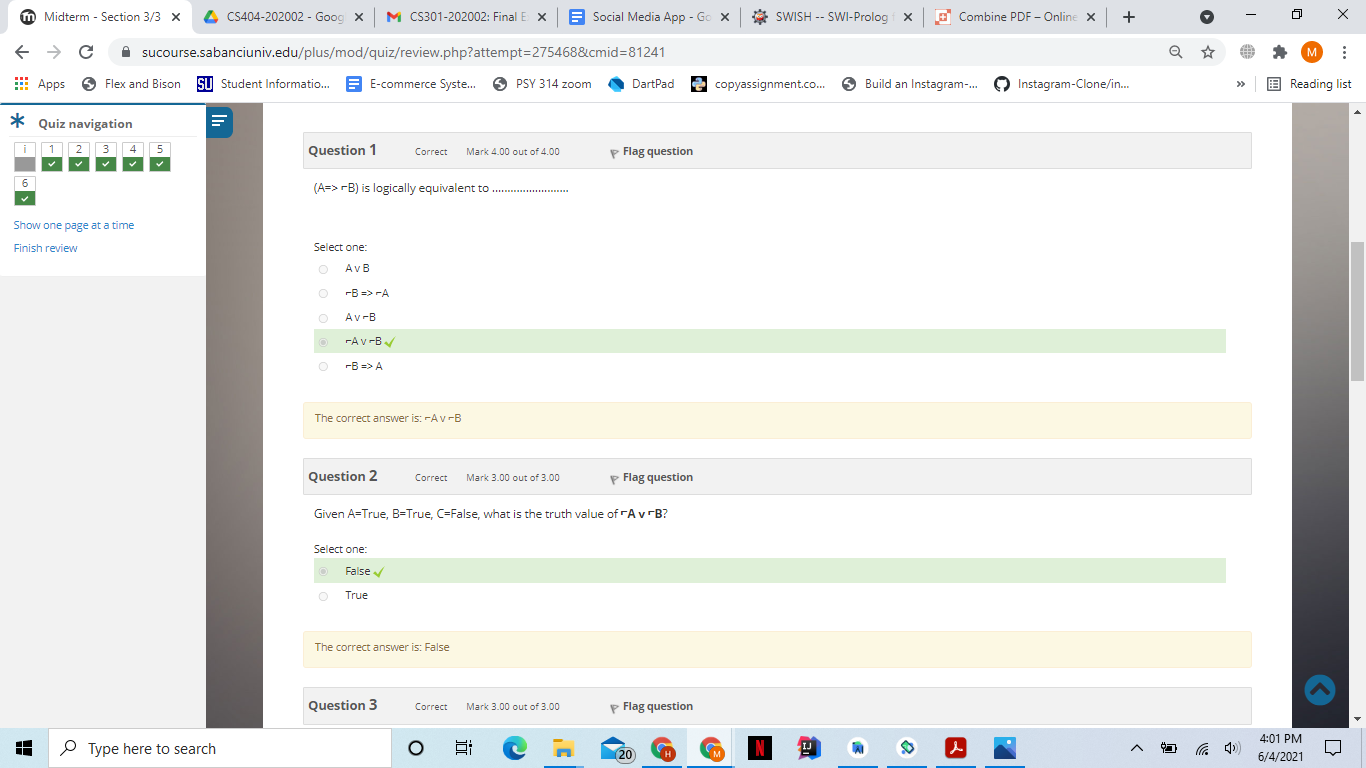 Midterm - Section 3/3
CS404-202002 - Goog
CS301-202002: Final E
Social Media App - Go
SWISH -- SWI-Prolog
Combine PDF – Online
sucourse.sabanciuniv.edu/plus/mod/quiz/review.php?attempt=275468&cmid=81241
M
Apps
Flex and Bison
SU Student Informatio...
E-commerce Syste...
PSY 314 zoom
DartPad
copyassignment.co...
Build an Instagram-...
Instagram-Clone/in...
»
Reading list
Quiz navigation
i 1 2 3 4 5
6
Show one page at a time
Finish review
Question 1 Correct Mark 4.00 out of 4.00 Flag question
(A=> ⌐B) is logically equivalent to .........................
Select one:
A v B
⌐B => ⌐A
A v ⌐B
⌐A v ⌐B
⌐B => A
The correct answer is: ⌐A v ⌐B
Question 2 Correct Mark 3.00 out of 3.00 Flag question
Given A=True, B=True, C=False, what is the truth value of ⌐A v ⌐B?
Select one:
False
True
The correct answer is: False
Question 3 Correct Mark 3.00 out of 3.00 Flag question
Type here to search
20
H
M
N
IJ
4:01 PM
6/4/2021